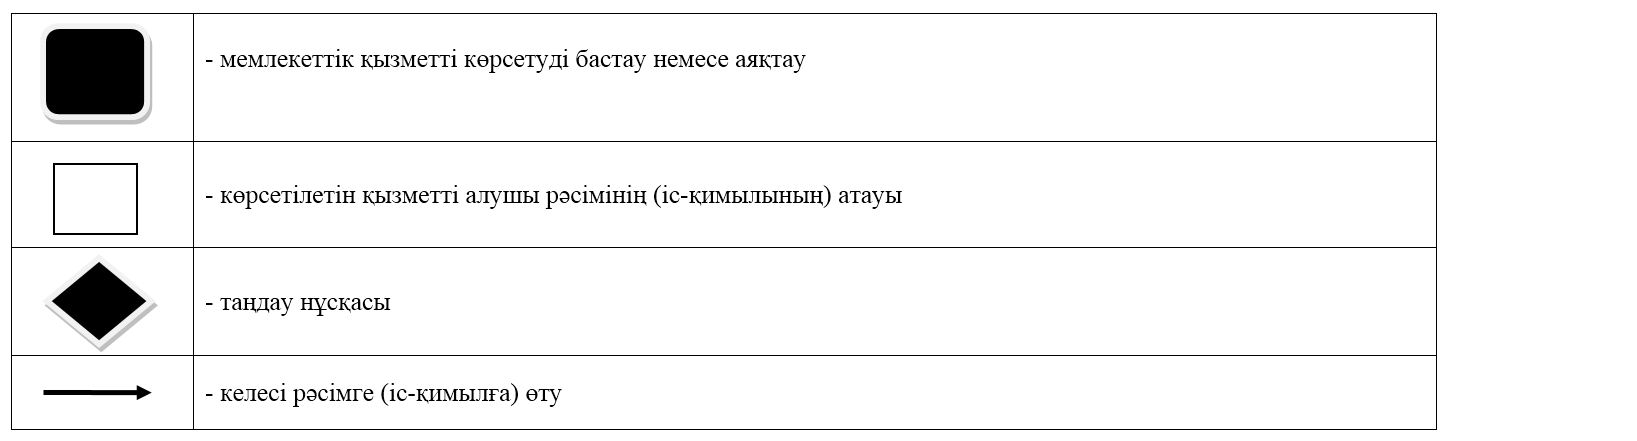 - мемлекеттік қызметті көрсетуді бастау немесе аяқтау
- көрсетілетін қызметті алушы рәсімінің (іс-қимылының) атауы
- таңдау нұсқасы
- келесі рәсімге (іс-қимылға) өту